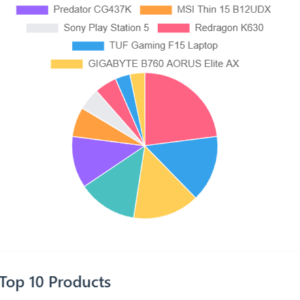 Predator CG437K MSI Thin 15 B12UDX
Sony Play Station 5 Redragon K630
TUF Gaming F15 Laptop
GIGABYTE B760 AORUS Elite AX
Top 10 Products